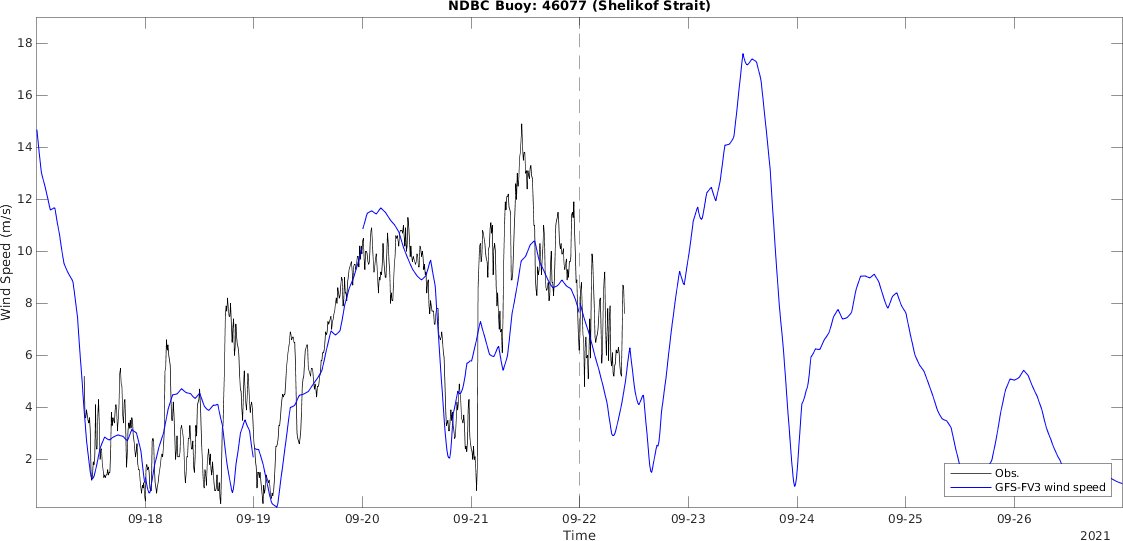 NDBC Buoy: 46077 (Shelikof Strait)
18
16
14
12
10
8
6
4
2
Wind Speed (m/s)
Obs.
GFS-FV3 wind speed
09-18 09-19 09-20 09-21 09-22 09-23 09-24 09-25 09-26
Time
2021